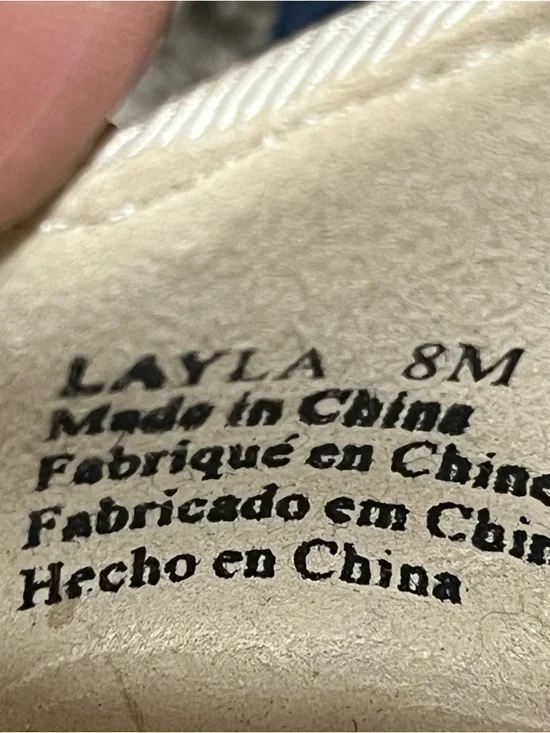 LAYLA 8M
Made in China
Fabriqué en Chine
Fabricado em Chin
Hecho en China